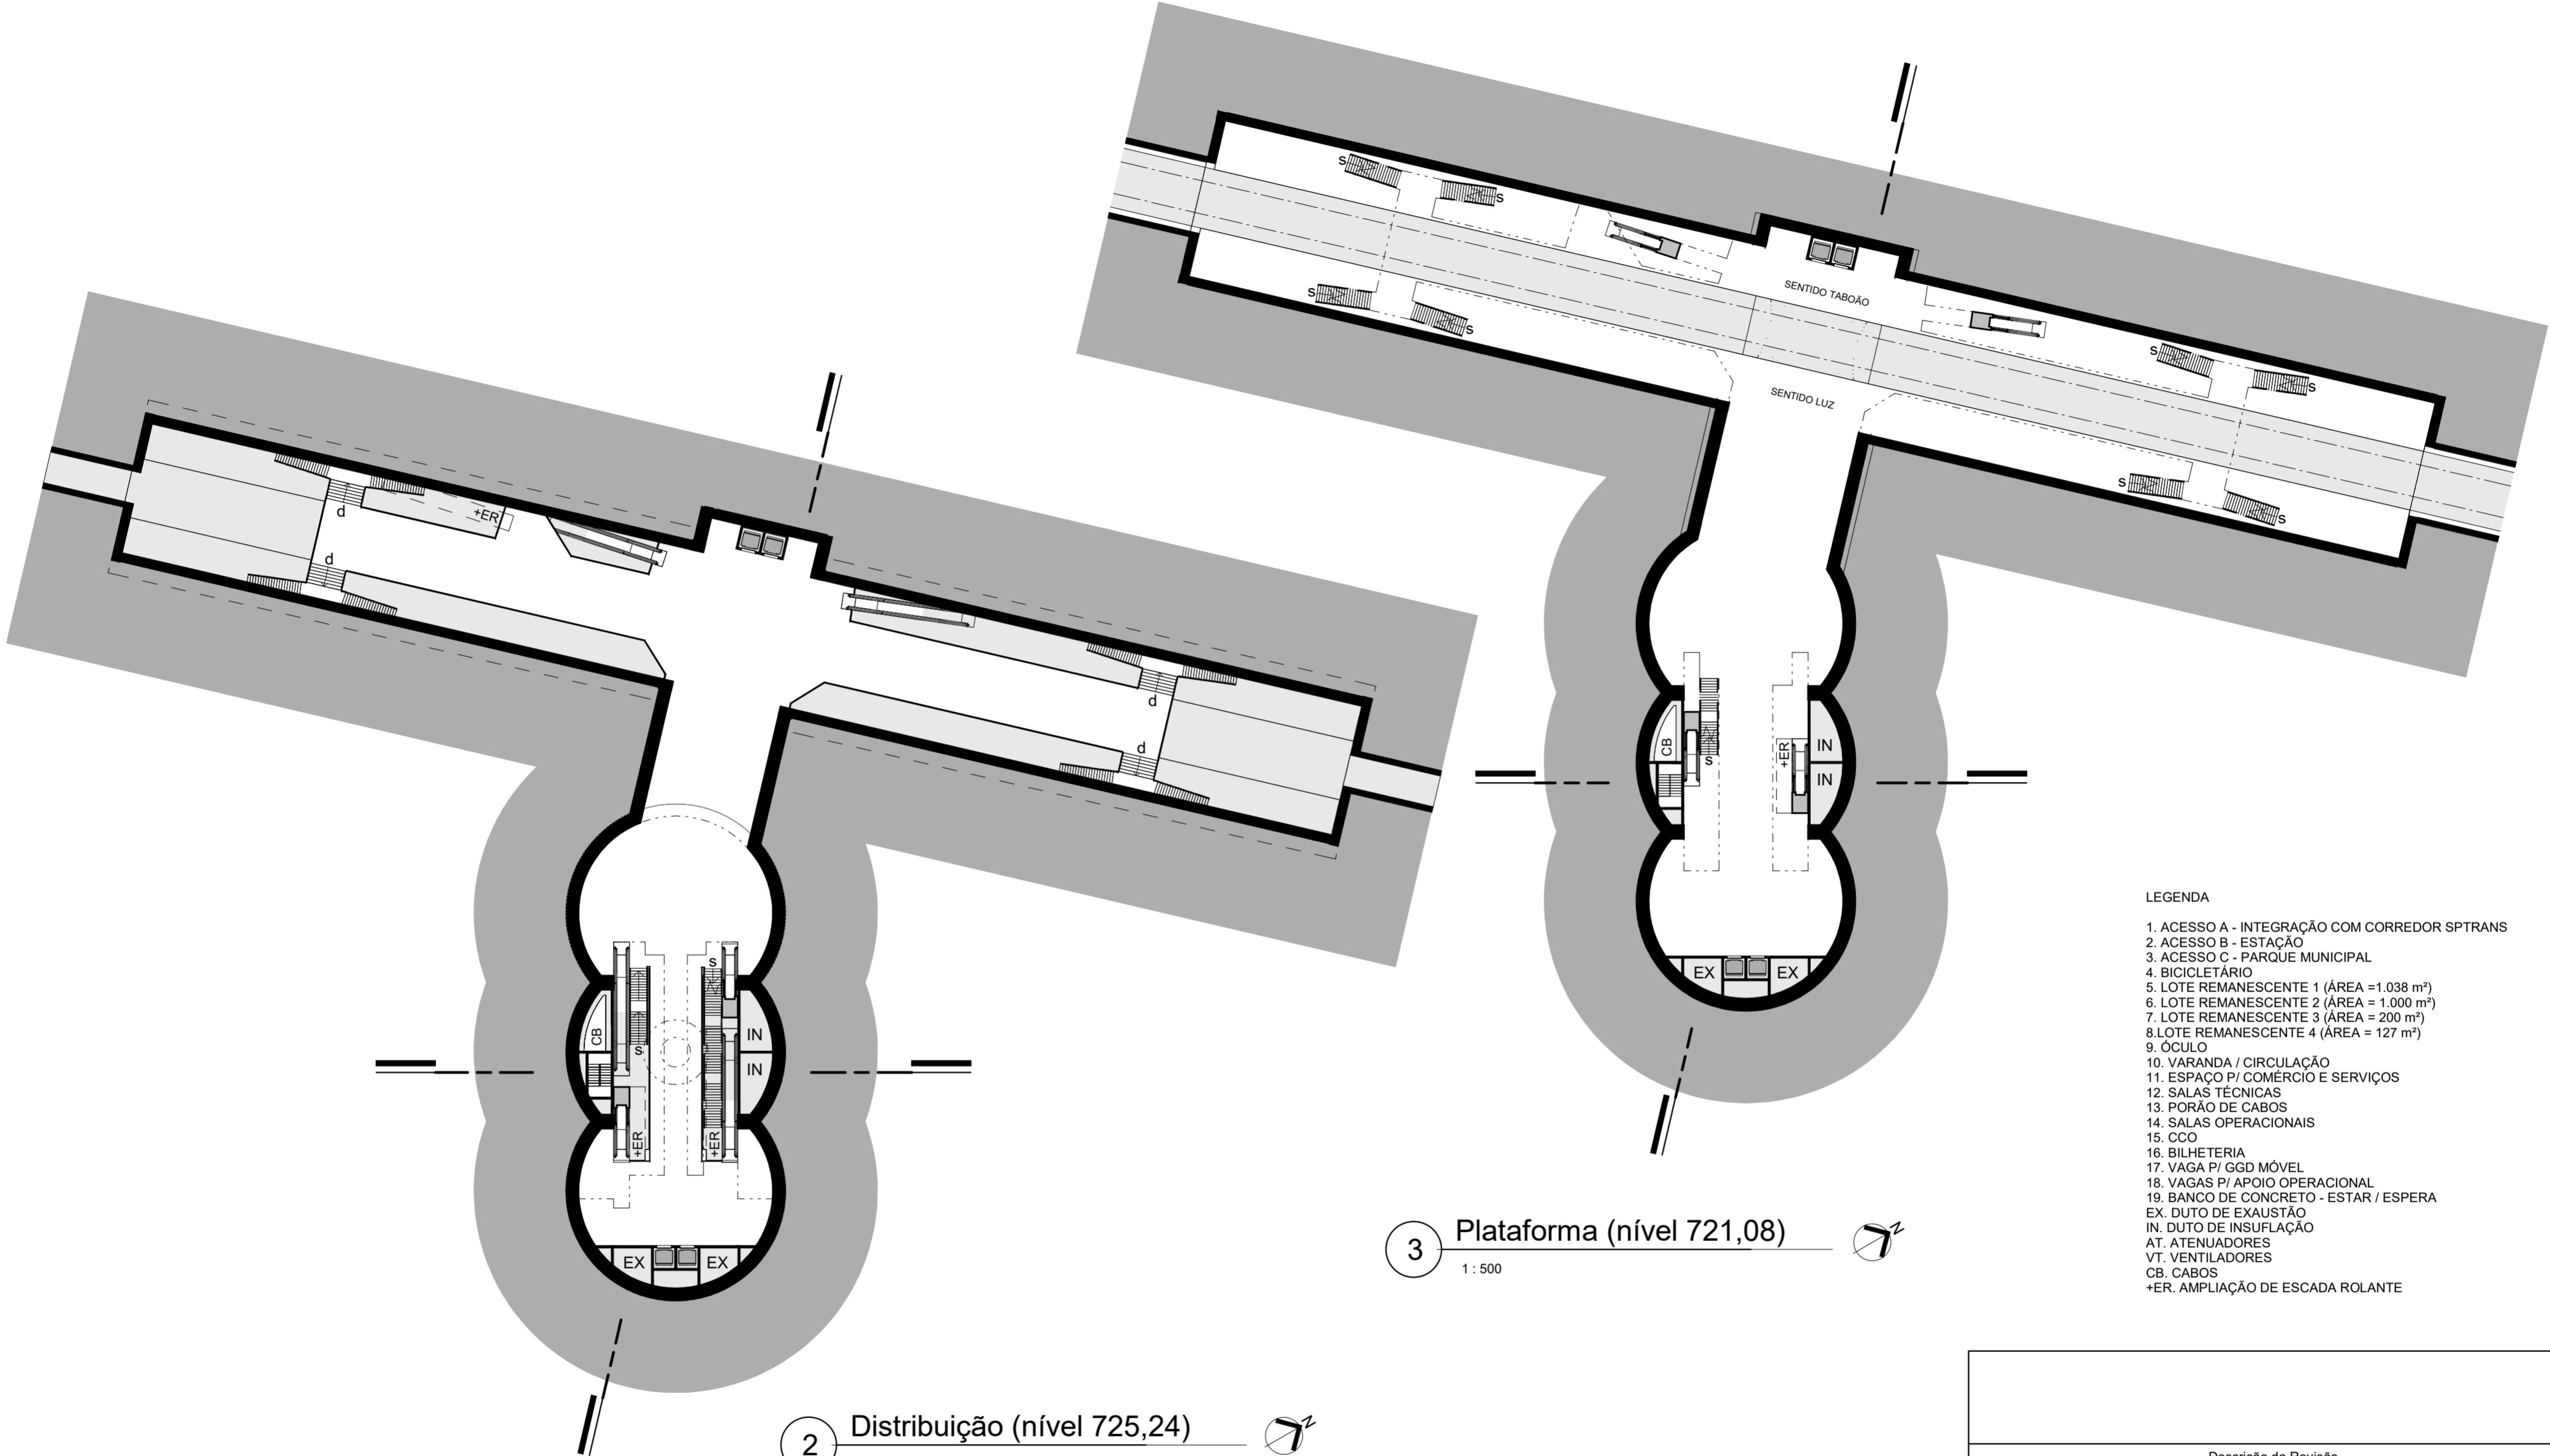 s
s
s
s
SENTIDO TABOÃO
SENTIDO LUZ
s
s
s
s
CB
s
+ER
IN
IN
EX
EX
3
Plataforma (nível 721,08)
1 : 500
N
d
+ER
d
d
d
s
CB
s
IN
IN
+ER
+ER
EX
EX
2
Distribuição (nível 725,24)
N
LEGENDA
1. ACESSO A - INTEGRAÇÃO COM CORREDOR SPTRANS
2. ACESSO B - ESTAÇÃO
3. ACESSO C - PARQUE MUNICIPAL
4. BICICLETÁRIO
5. LOTE REMANESCENTE 1 (ÁREA =1.038 m²)
6. LOTE REMANESCENTE 2 (ÁREA = 1.000 m²)
7. LOTE REMANESCENTE 3 (ÁREA = 200 m²)
8.LOTE REMANESCENTE 4 (ÁREA = 127 m²)
9. ÓCULO
10. VARANDA / CIRCULAÇÃO
11. ESPAÇO P/ COMÉRCIO E SERVIÇOS
12. SALAS TÉCNICAS
13. PORÃO DE CABOS
14. SALAS OPERACIONAIS
15. CCO
16. BILHETERIA
17. VAGA P/ GGD MÓVEL
18. VAGAS P/ APOIO OPERACIONAL
19. BANCO DE CONCRETO - ESTAR / ESPERA
EX. DUTO DE EXAUSTÃO
IN. DUTO DE INSUFLAÇÃO
AT. ATENUADORES
VT. VENTILADORES
CB. CABOS
+ER. AMPLIAÇÃO DE ESCADA ROLANTE